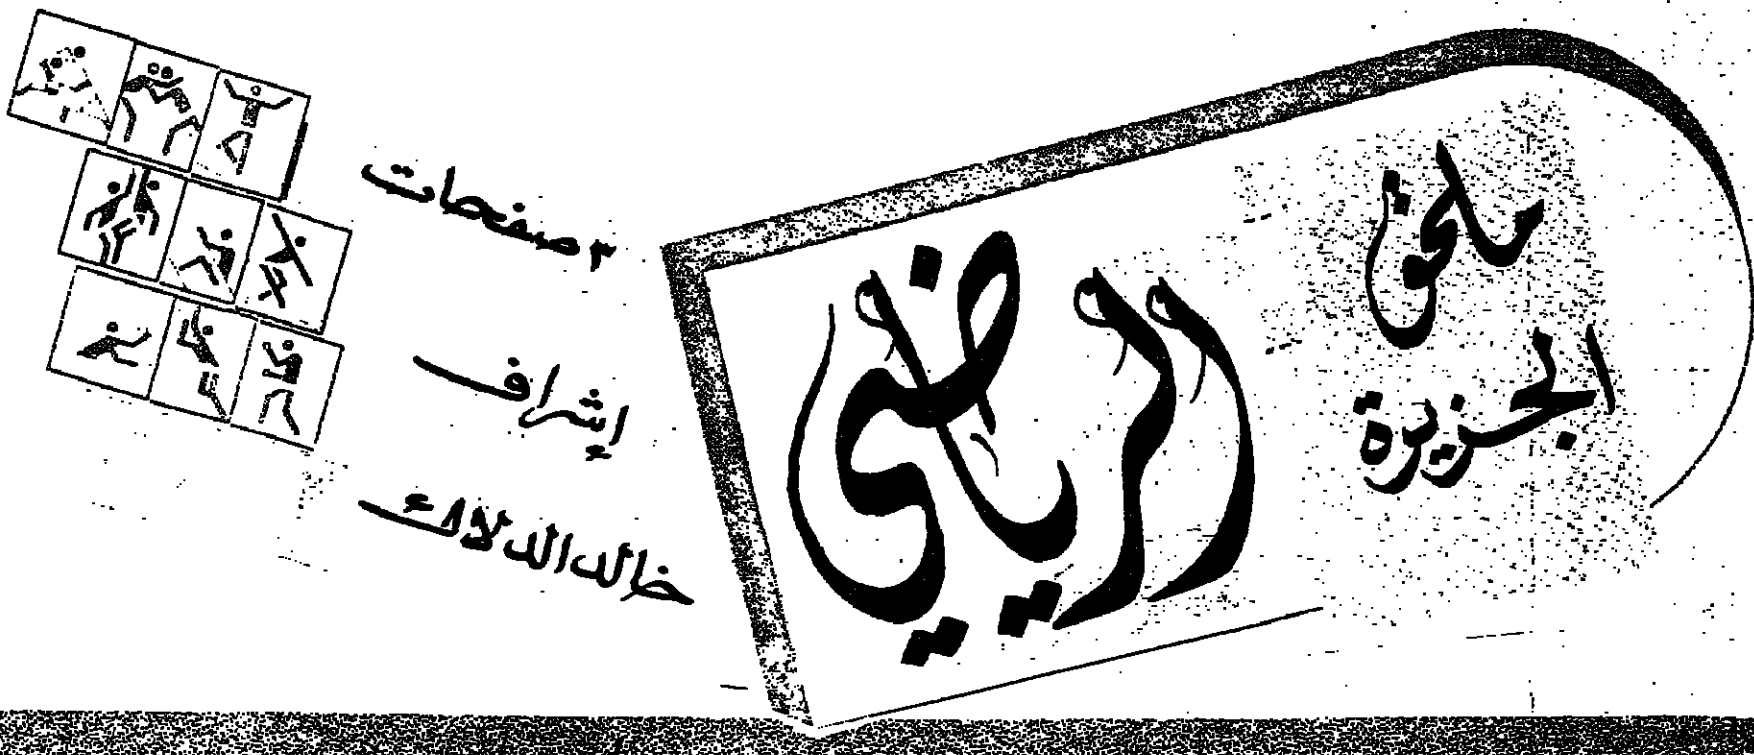 ملحق
الجزيرة
الرياضي
٣ صفحات
إشراف
خالد الدلاك